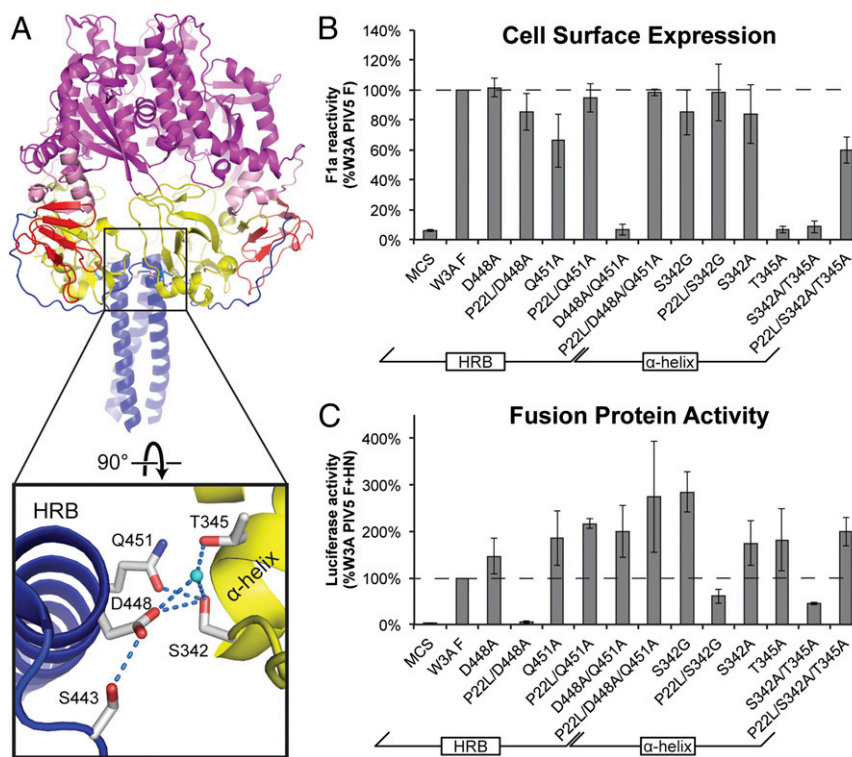 A
90°
HRB
T345
Q451
α-helix
D448
S342
S443
B
Cell Surface Expression
F1a reactivity
(%W3A PIV5 F)
140%
120%
100%
80%
60%
40%
20%
0%
MCS
W3A F
D448A
P22L/D448A
Q451A
P22L/Q451A
D448A/Q451A
P22L/D448A/Q451A
S342G
P22L/S342G
S342A
T345A
S342A/T345A
P22L/S342A/T345A
HRB
α-helix
C
Fusion Protein Activity
Luciferase activity
(%W3A PIV5 F+HN)
400%
300%
200%
100%
0%
MCS
W3A F
D448A
P22L/D448A
Q451A
P22L/Q451A
D448A/Q451A
P22L/D448A/Q451A
S342G
P22L/S342G
S342A
T345A
S342A/T345A
P22L/S342A/T345A
HRB
α-helix